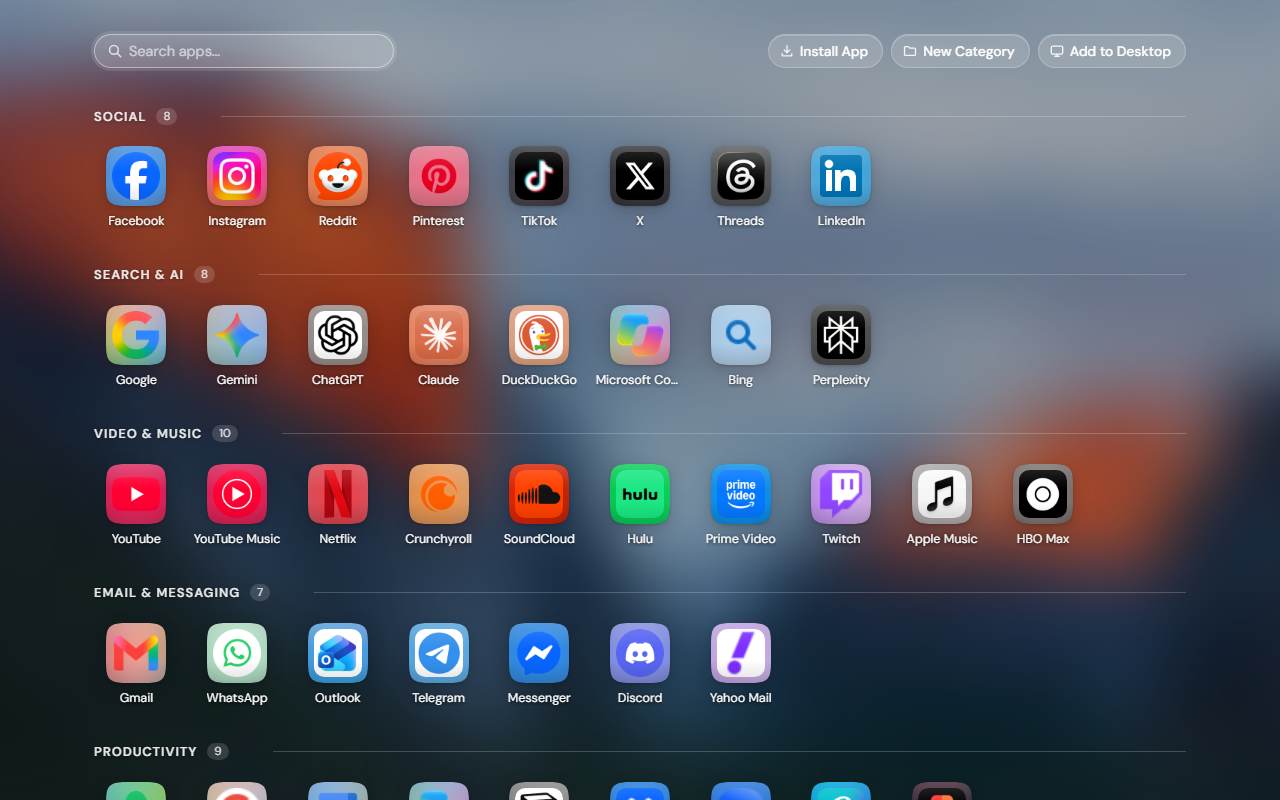 Search apps...
Install App
New Category
Add to Desktop
SOCIAL 8
Facebook
Instagram
Reddit
Pinterest
TikTok
X
Threads
LinkedIn
SEARCH & AI 8
Google
Gemini
ChatGPT
Claude
DuckDuckGo
Microsoft Co...
Bing
Perplexity
VIDEO & MUSIC 10
hulu
prime
video
YouTube
YouTube Music
Netflix
Crunchyroll
SoundCloud
Hulu
Prime Video
Twitch
Apple Music
HBO Max
EMAIL & MESSAGING 7
Gmail
WhatsApp
Outlook
Telegram
Messenger
Discord
Yahoo Mail
PRODUCTIVITY 9